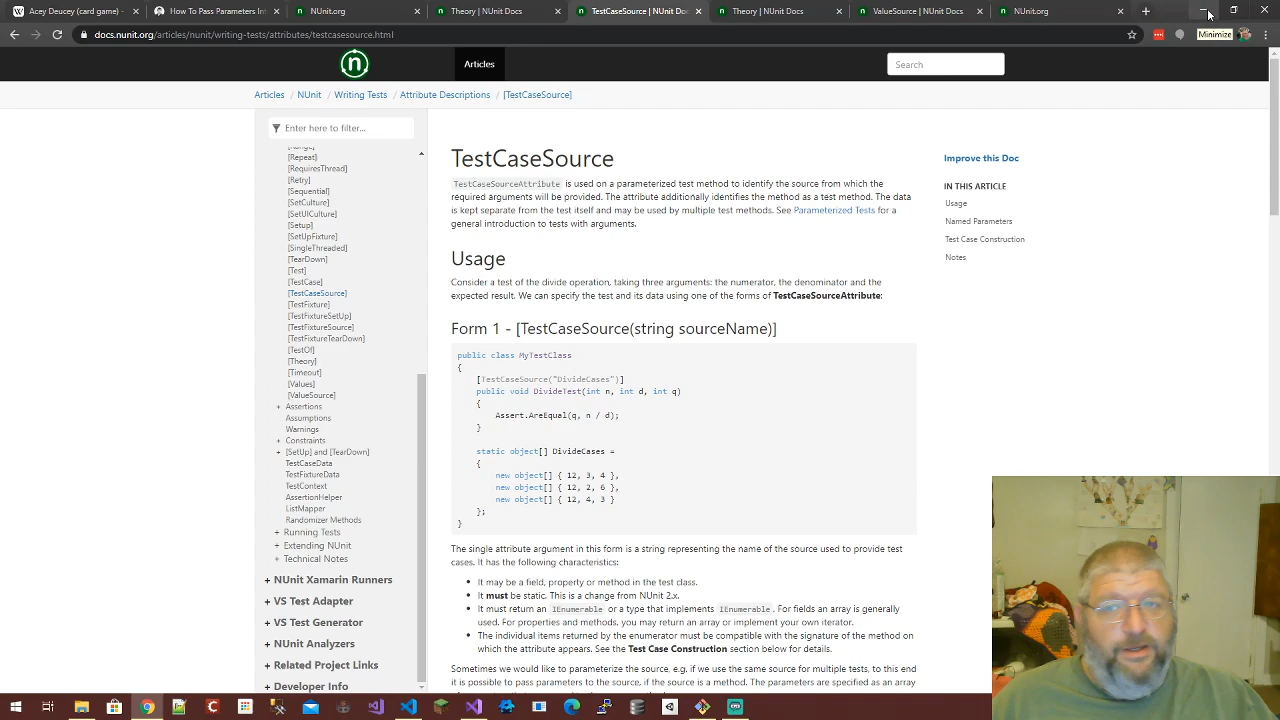 Acey Deucey (card game) -
How To Pass Parameters Int
NUnit.org
Theory | NUnit Docs
TestCaseSource | NUnit Doc
Theory | NUnit Docs
ValueSource | NUnit Docs
NUnit.org
docs.nunit.org/articles/nunit/writing-tests/attributes/testcasesource.html
Minimize
n
Articles
Search
Articles / NUnit / Writing Tests / Attribute Descriptions / [TestCaseSource]
Enter here to filter...
[Range]
[Repeat]
[RequiresThread]
[Retry]
[Sequential]
[SetCulture]
[SetUICulture]
[Setup]
[SetUpFixture]
[SingleThreaded]
[TearDown]
[Test]
[TestCase]
[TestCaseSource]
[TestFixture]
[TestFixtureSetUp]
[TestFixtureSource]
[TestFixtureTearDown]
[TestOf]
[Theory]
[Timeout]
[Values]
[ValueSource]
+ Assertions
Assumptions
Warnings
+ Constraints
+ [SetUp] and [TearDown]
TestCaseData
TestFixtureData
TestContext
AssertionHelper
ListMapper
Randomizer Methods
+ Running Tests
+ Extending NUnit
+ Technical Notes
+ NUnit Xamarin Runners
+ VS Test Adapter
+ VS Test Generator
+ NUnit Analyzers
+ Related Project Links
+ Developer Info
TestCaseSource
TestCaseSourceAttribute is used on a parameterized test method to identify the source from which the
required arguments will be provided. The attribute additionally identifies the method as a test method. The data
is kept separate from the test itself and may be used by multiple test methods. See Parameterized Tests for a
general introduction to tests with arguments.
Usage
Consider a test of the divide operation, taking three arguments: the numerator, the denominator and the
expected result. We can specify the test and its data using one of the forms of TestCaseSourceAttribute:
Form 1 - [TestCaseSource(string sourceName)]
public class MyTestClass
{
[TestCaseSource("DivideCases")]
public void DivideTest(int n, int d, int q)
{
Assert.AreEqual(q, n / d);
}
static object[] DivideCases =
{
new object[] { 12, 3, 4 },
new object[] { 12, 2, 6 },
new object[] { 12, 4, 3 }
};
}
The single attribute argument in this form is a string representing the name of the source used to provide test
cases. It has the following characteristics:
• It may be a field, property or method in the test class.
• It must be static. This is a change from NUnit 2.x.
• It must return an IEnumerable or a type that implements IEnumerable. For fields an array is generally
used. For properties and methods, you may return an array or implement your own iterator.
• The individual items returned by the enumerator must be compatible with the signature of the method on
which the attribute appears. See the Test Case Construction section below for details.
Sometimes we would like to parameterize the source, e.g. if we use the same source for multiple tests, to this end
it is possible to pass parameters to the source, if the source is a method. The parameters are specified as an array
Improve this Doc
IN THIS ARTICLE
Usage
Named Parameters
Test Case Construction
Notes